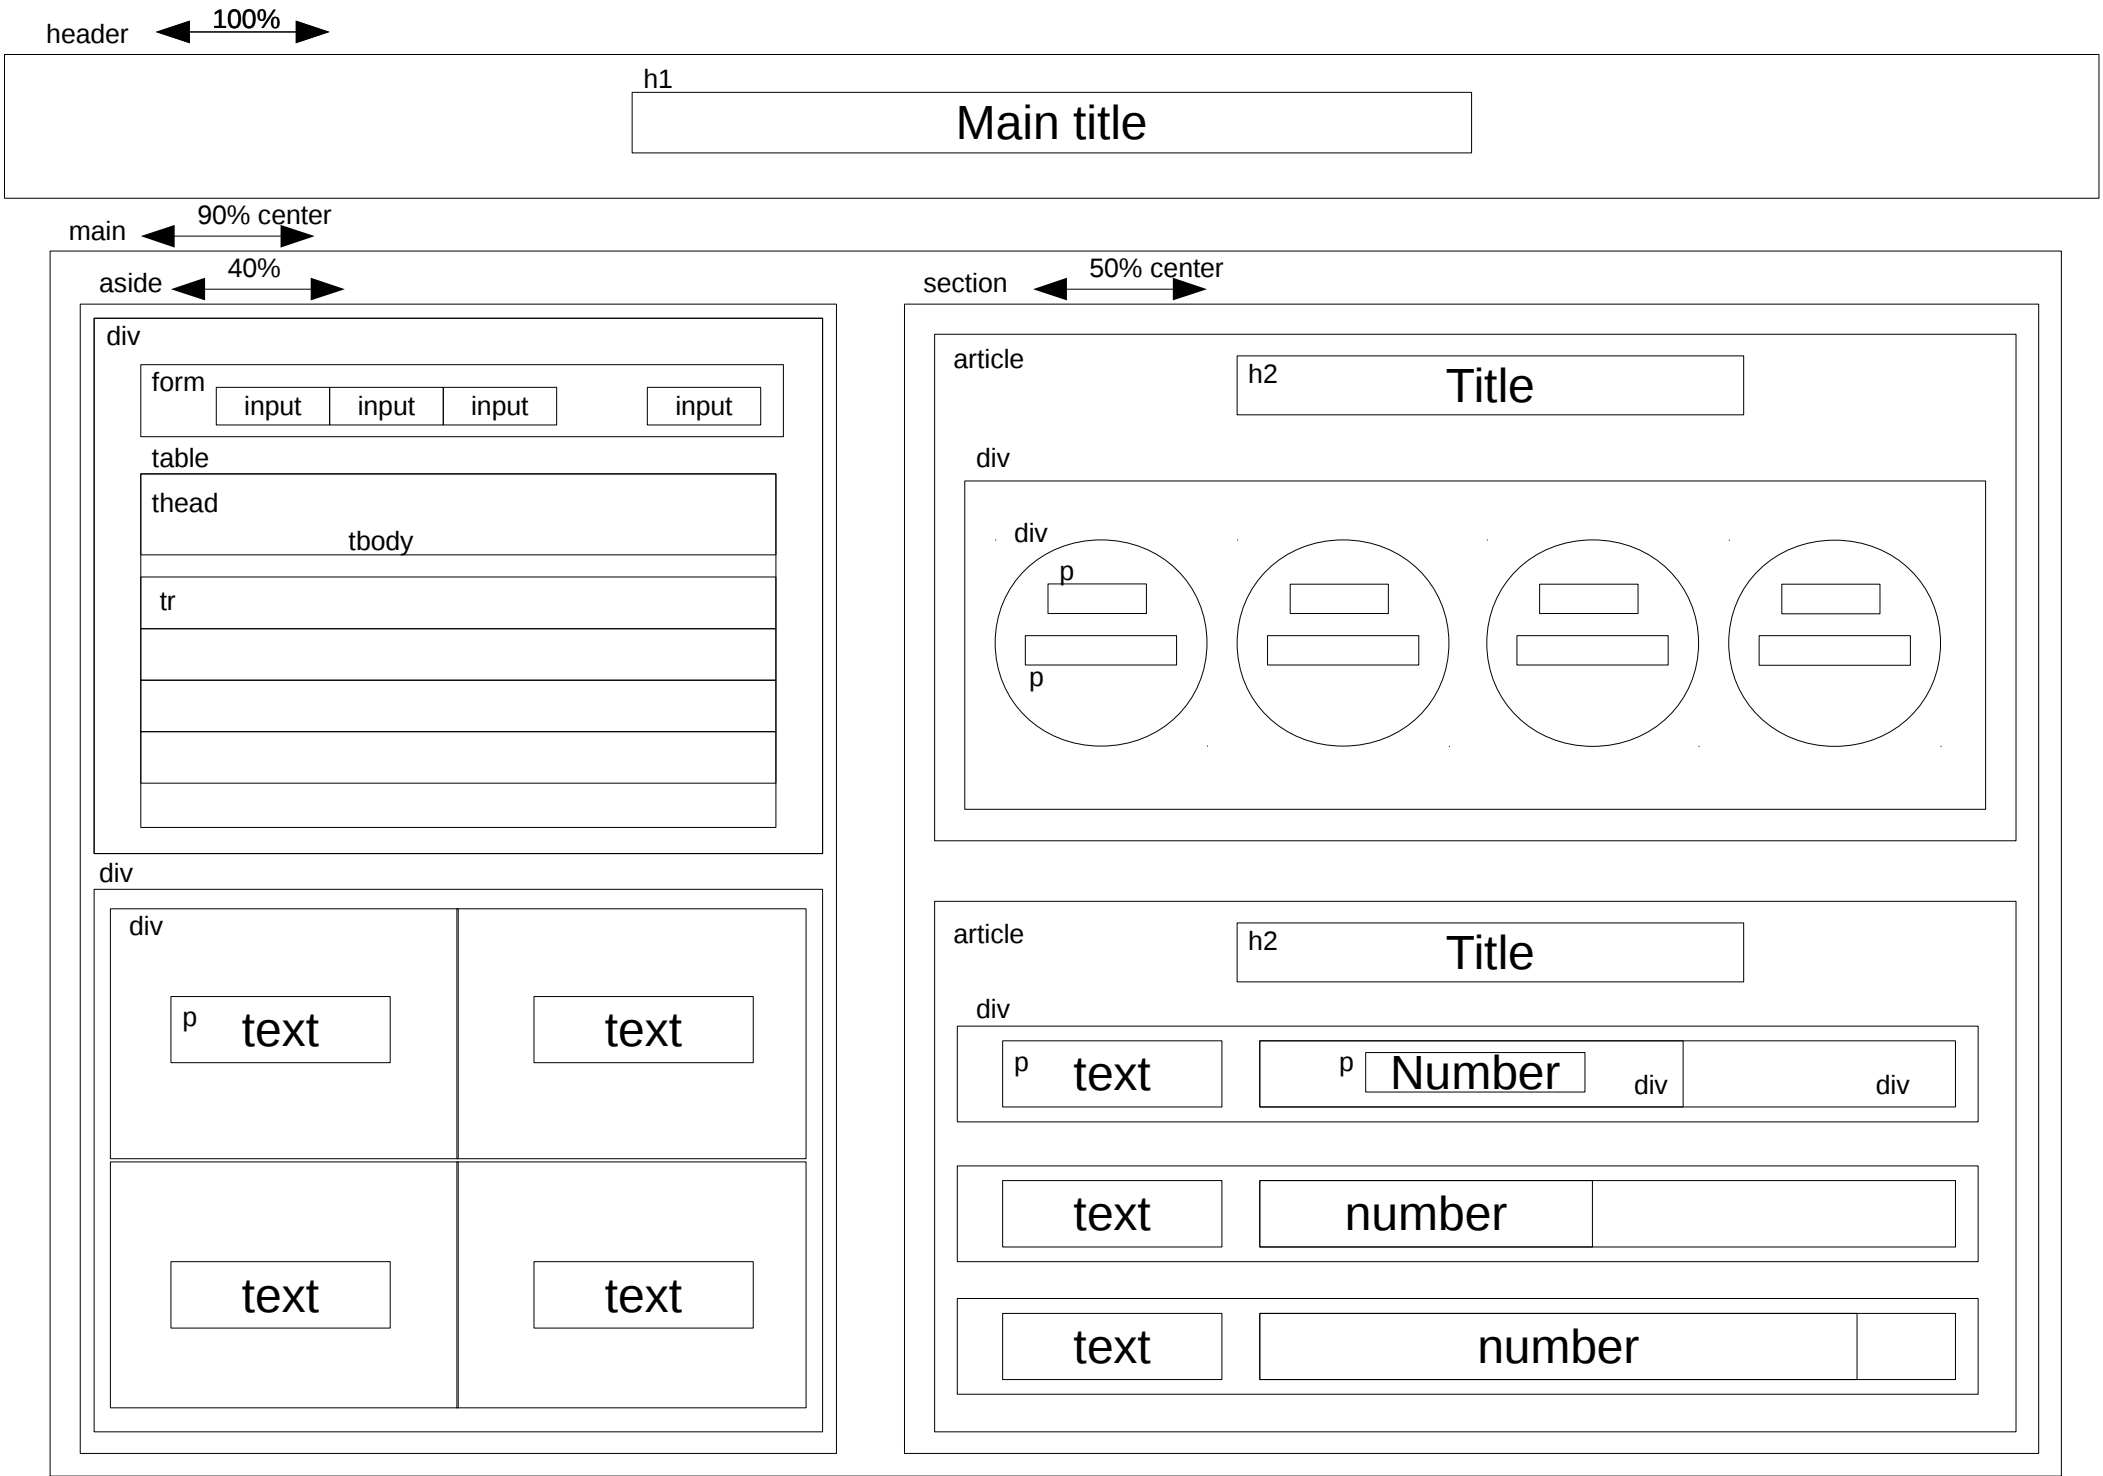 header
100%
h1
Main title
main
90% center
aside
40%
div
form
input input input input
table
thead
tbody
tr
div
div
p text
text
text
text
section
50% center
article
h2 Title
div
div
p
p
article
h2 Title
div
p text
p Number div
div
text
number
text
number